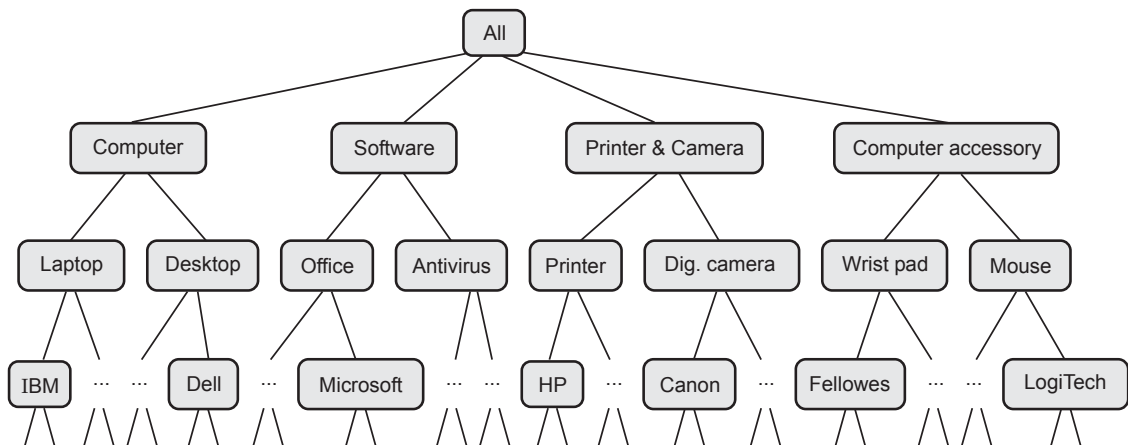 All
Computer
Software
Printer & Camera
Computer accessory
Laptop
Desktop
Office
Antivirus
Printer
Dig. camera
Wrist pad
Mouse
IBM
...
...
Dell
...
Microsoft
...
...
HP
...
Canon
...
Fellowes
...
...
LogiTech